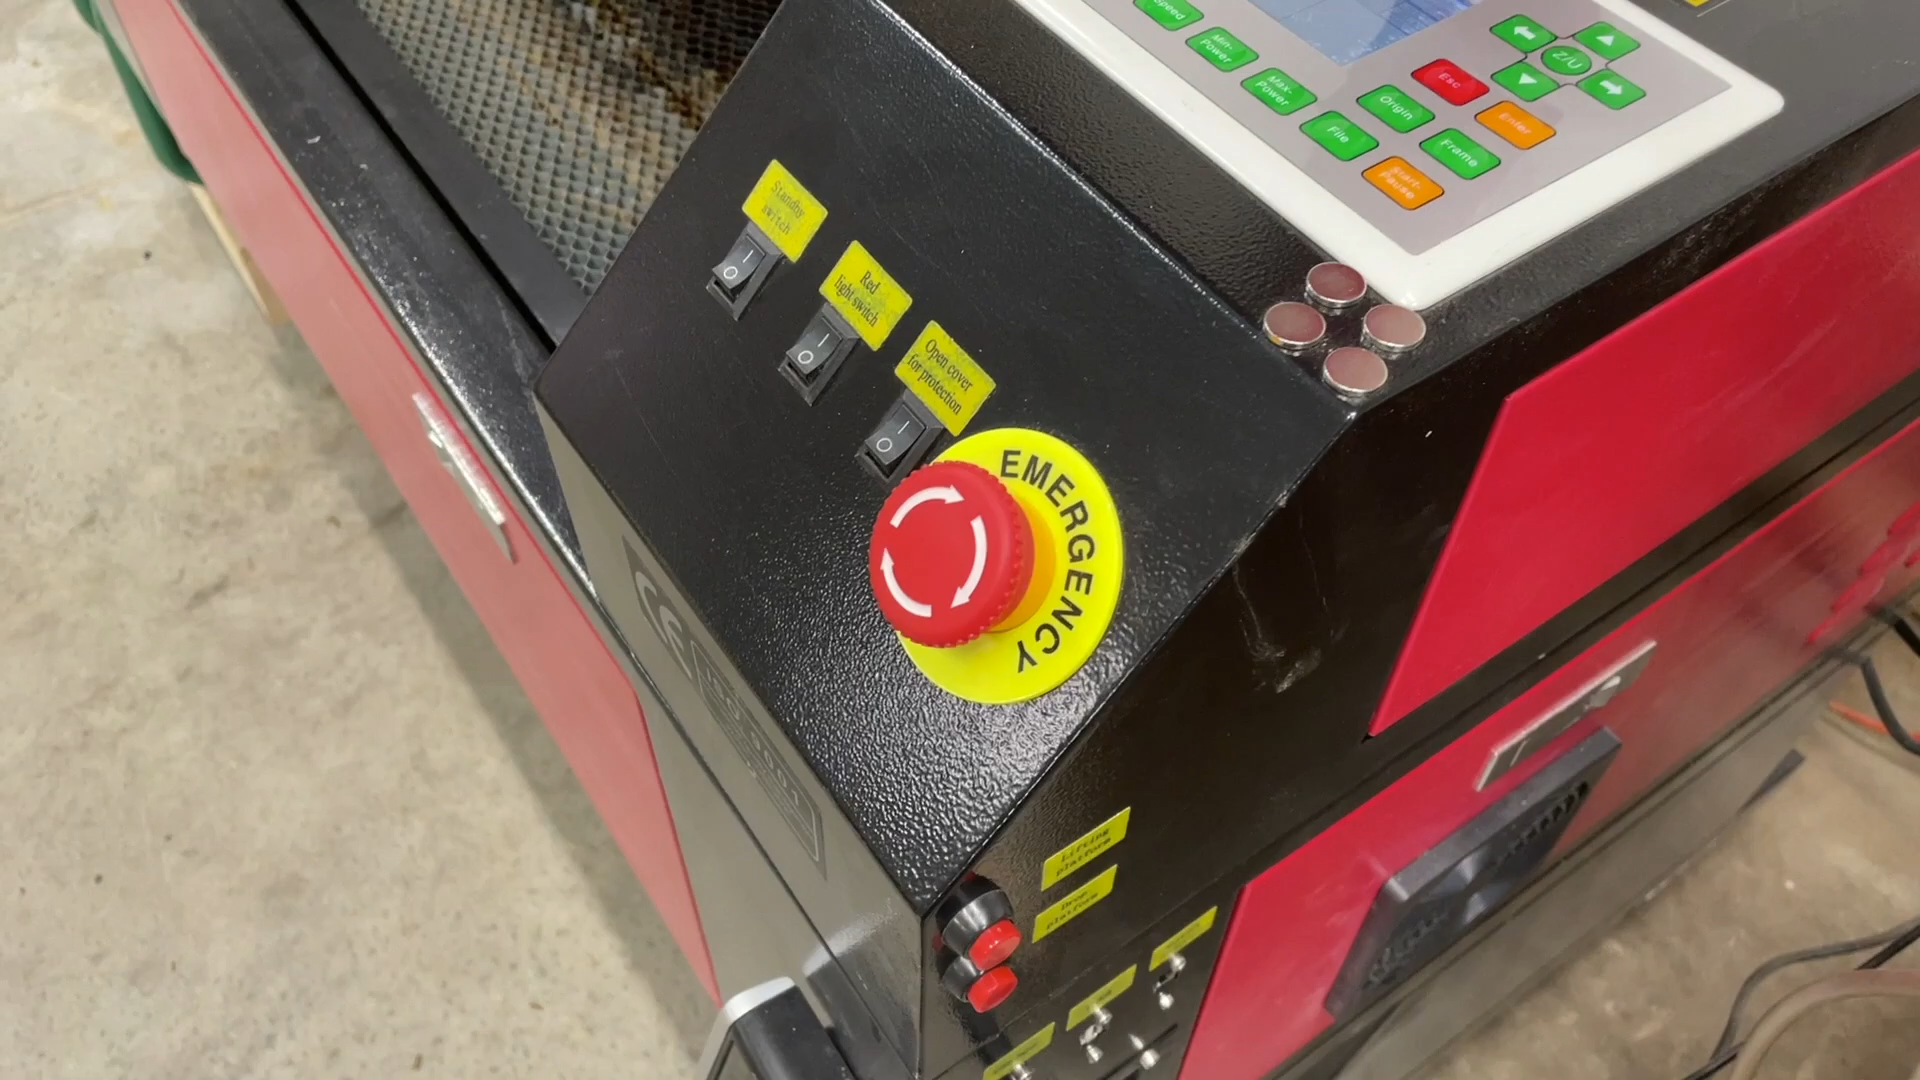 Speed
Min-
Power
Max-
Power
File
Start-
Pause
Origin
Frame
Esc
Enter
Z/U
Standby
switch
Red
light switch
Open cover
for protection
EMERGENCY
Lifting
platform
Drop
platform
CE